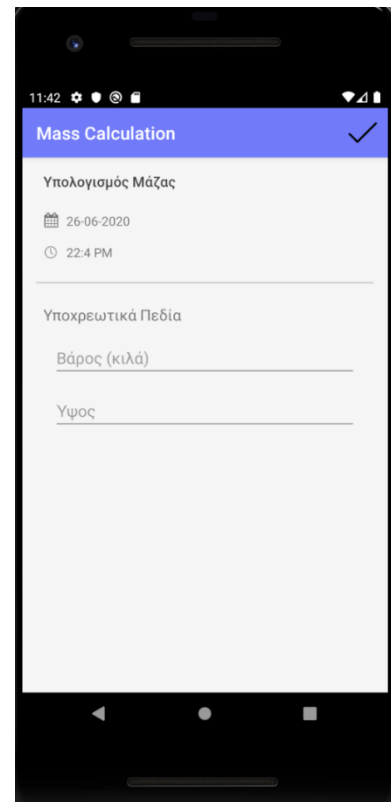 11:42
Mass Calculation
Υπολογισμός Μάζας
26-06-2020
22:4 PM
Υποχρεωτικά Πεδία
Βάρος (κιλά)
Υψος